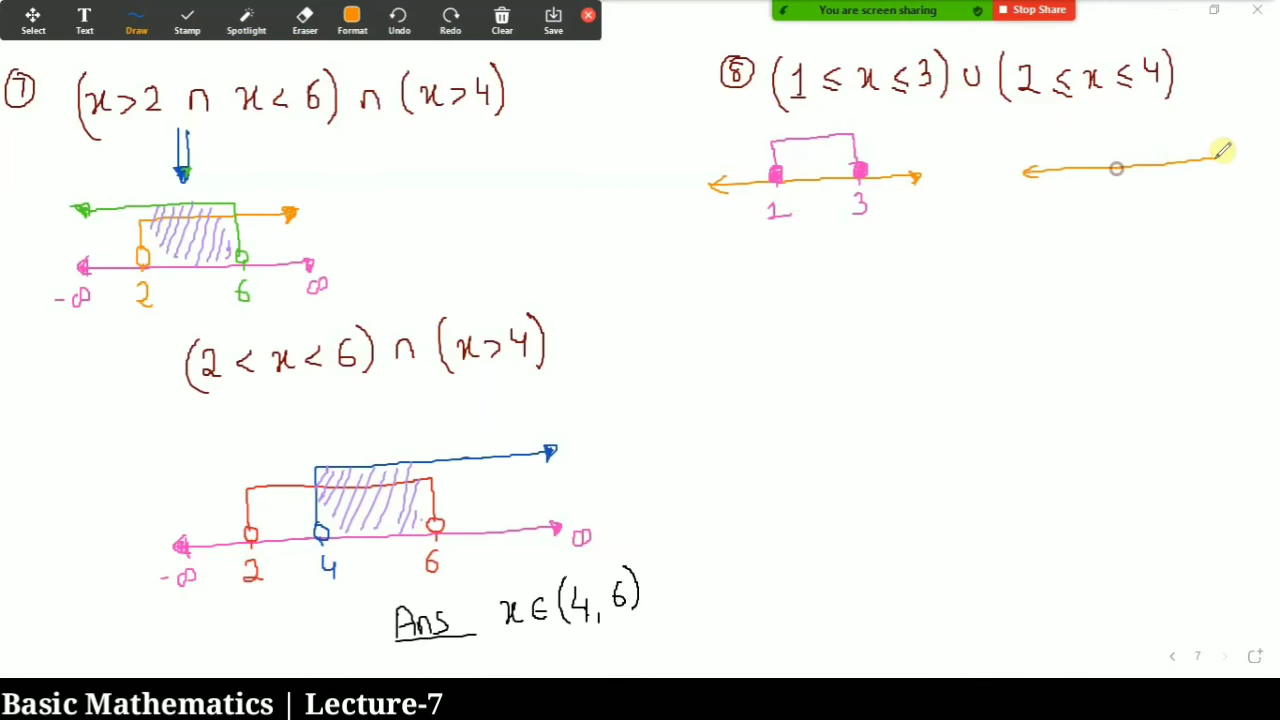 Select Text Draw Stamp Spotlight Eraser Format Undo Redo Clear Save
You are screen sharing Stop Share
⑦ (x>2 ∩ x<6) ∩ (x>4)
-∞ 2 6 ∞
(2 < x < 6) ∩ (x>4)
-∞ 2 4 6 ∞
Ans x∈(4, 6)
⑧ (1 ≤ x ≤ 3) ∪ (2 ≤ x ≤ 4)
1 3
7
Basic Mathematics | Lecture-7